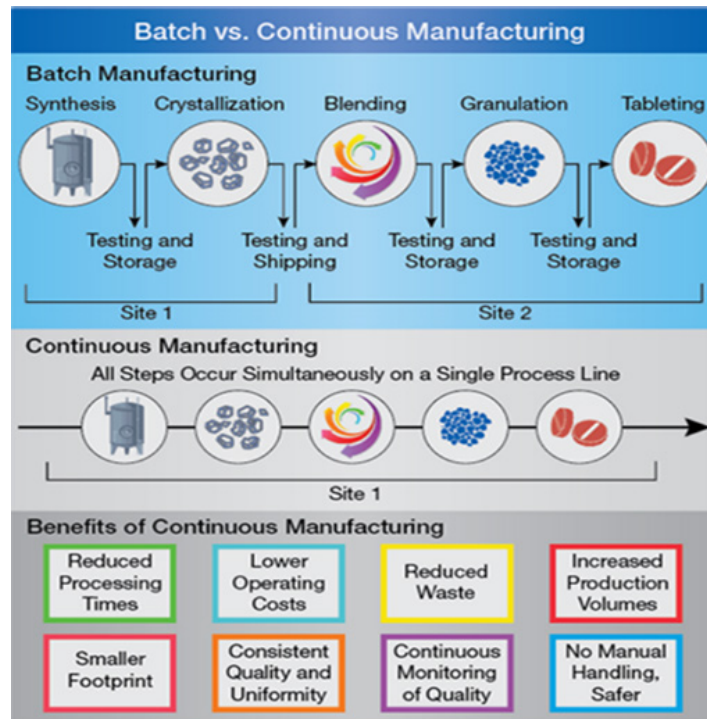 Batch vs. Continuous Manufacturing
Batch Manufacturing
Synthesis Crystallization Blending Granulation Tableting
Testing and
Storage
Testing and
Shipping
Testing and
Storage
Testing and
Storage
Site 1
Site 2
Continuous Manufacturing
All Steps Occur Simultaneously on a Single Process Line
Site 1
Benefits of Continuous Manufacturing
Reduced
Processing
Times
Lower
Operating
Costs
Reduced
Waste
Increased
Production
Volumes
Smaller
Footprint
Consistent
Quality and
Uniformity
Continuous
Monitoring
of Quality
No Manual
Handling,
Safer